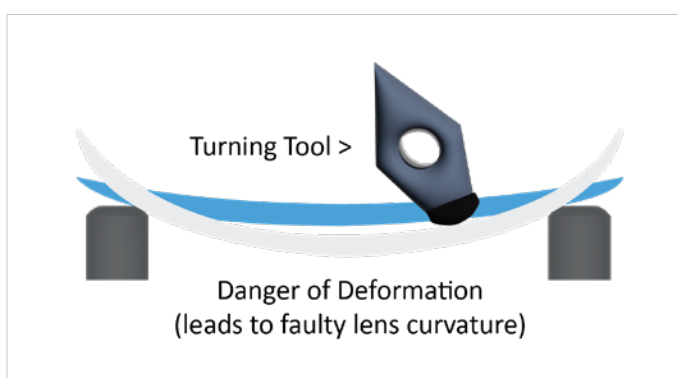 Turning Tool >
Danger of Deformation
(leads to faulty lens curvature)